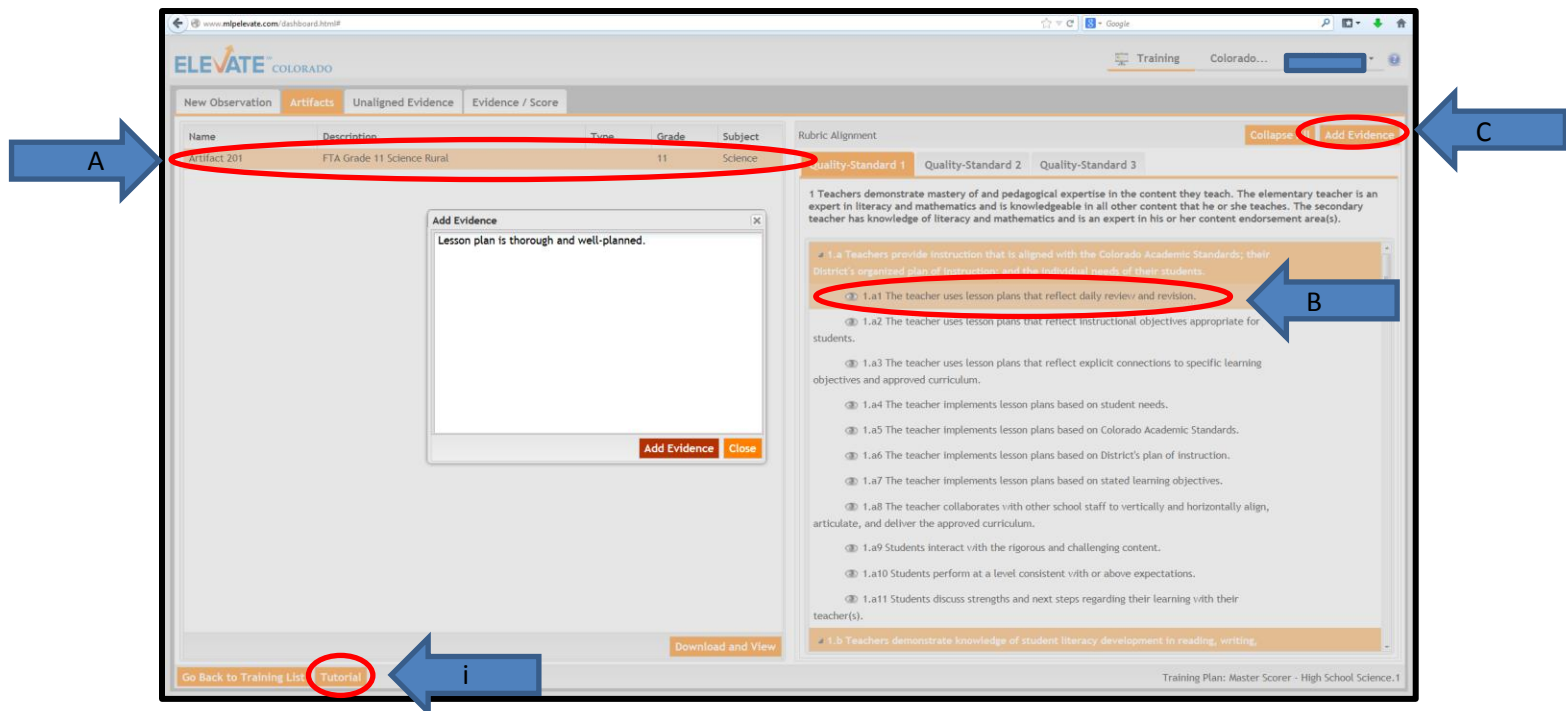 www.mlpelevate.com/dashboard.html#
Google
ELEVATE™ COLORADO
Training Colorado...
New Observation Artifacts Unaligned Evidence Evidence / Score
Name Description Type Grade Subject
Artifact 201 FTA Grade 11 Science Rural 11 Science
A
Add Evidence
Lesson plan is thorough and well-planned.
Add Evidence Close
Download and View
Rubric Alignment Collapse Add Evidence
C
Quality-Standard 1 Quality-Standard 2 Quality-Standard 3
1 Teachers demonstrate mastery of and pedagogical expertise in the content they teach. The elementary teacher is an
expert in literacy and mathematics and is knowledgeable in all other content that he or she teaches. The secondary
teacher has knowledge of literacy and mathematics and is an expert in his or her content endorsement area(s).
1.a Teachers provide instruction that is aligned with the Colorado Academic Standards; their
District's organized plan of instruction; and the individual needs of their students.
1.a1 The teacher uses lesson plans that reflect daily review and revision.
B
1.a2 The teacher uses lesson plans that reflect instructional objectives appropriate for
students.
1.a3 The teacher uses lesson plans that reflect explicit connections to specific learning
objectives and approved curriculum.
1.a4 The teacher implements lesson plans based on student needs.
1.a5 The teacher implements lesson plans based on Colorado Academic Standards.
1.a6 The teacher implements lesson plans based on District's plan of instruction.
1.a7 The teacher implements lesson plans based on stated learning objectives.
1.a8 The teacher collaborates with other school staff to vertically and horizontally align,
articulate, and deliver the approved curriculum.
1.a9 Students interact with the rigorous and challenging content.
1.a10 Students perform at a level consistent with or above expectations.
1.a11 Students discuss strengths and next steps regarding their learning with their
teacher(s).
1.b Teachers demonstrate knowledge of student literacy development in reading, writing,
Go Back to Training List Tutorial
i
Training Plan: Master Scorer - High School Science.1